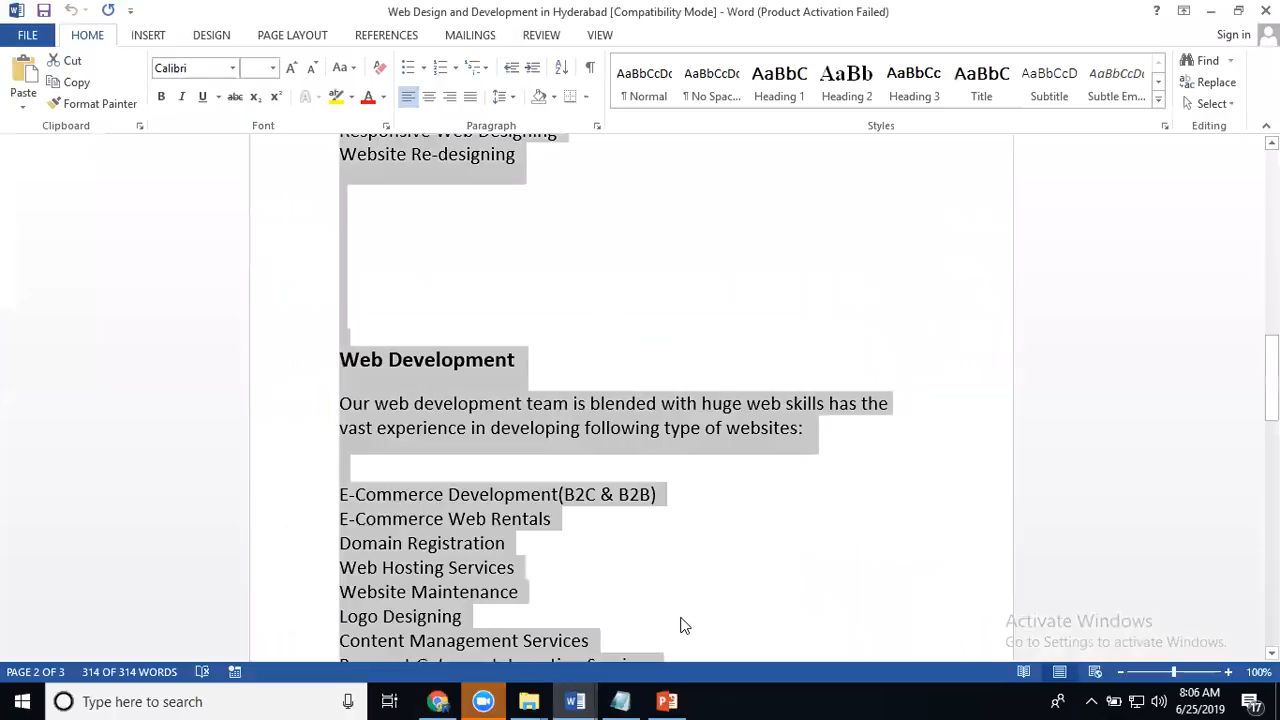 Web Design and Development in Hyderabad [Compatibility Mode] - Word (Product Activation Failed)
FILE HOME INSERT DESIGN PAGE LAYOUT REFERENCES MAILINGS REVIEW VIEW Sign in
Paste
Cut
Copy
Format Painter
Clipboard
Calibri
Font
Paragraph
AaBbCcDc AaBbCcDc AaBbC AaBb AaBbCc AaBbC AaBbCcD AaBbCcDc
¶ Normal ¶ No Spac... Heading 1 Heading 2 Heading 3 Title Subtitle Subtle Em...
Styles
Find
Replace
Select
Editing
Responsive Web Designing
Website Re-designing
Web Development
Our web development team is blended with huge web skills has the
vast experience in developing following type of websites:
E-Commerce Development(B2C & B2B)
E-Commerce Web Rentals
Domain Registration
Web Hosting Services
Website Maintenance
Logo Designing
Content Management Services
Activate Windows
Go to Settings to activate Windows.
PAGE 2 OF 3 314 OF 314 WORDS 100%
Type here to search
8:06 AM
6/25/2019
17